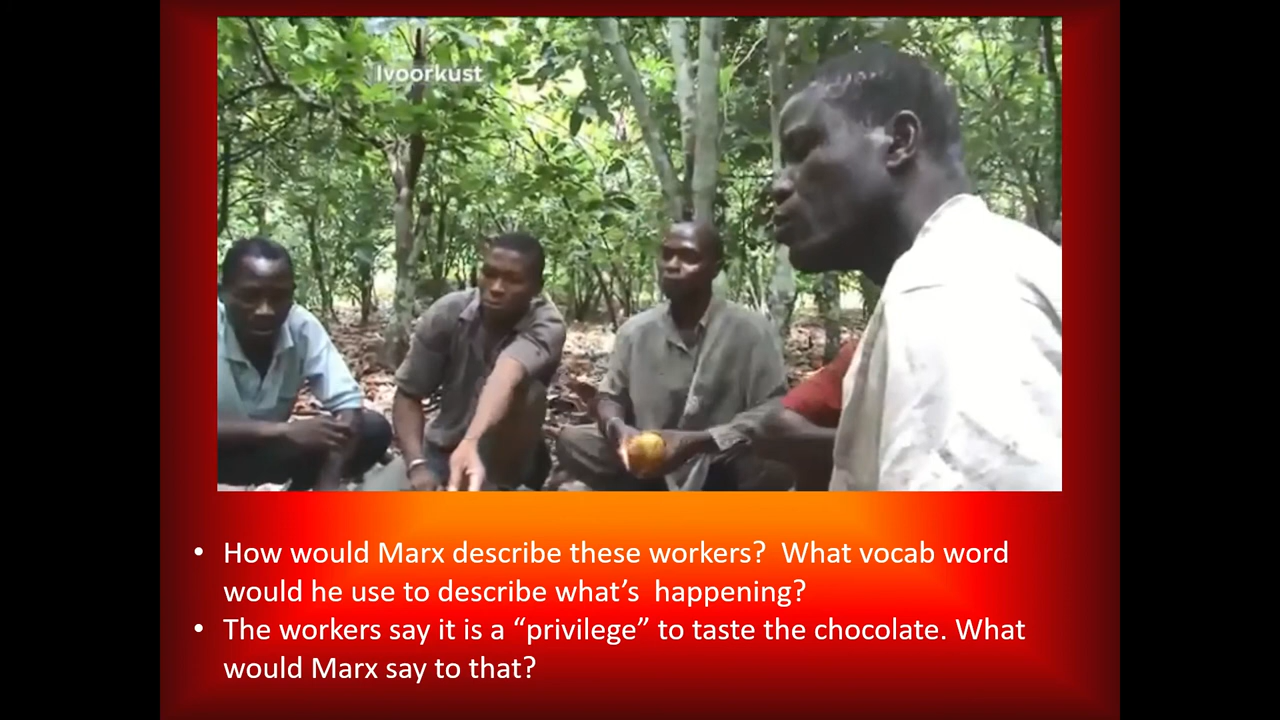 Ivoorkust
• How would Marx describe these workers?  What vocab word
would he use to describe what’s  happening?
• The workers say it is a “privilege” to taste the chocolate. What
would Marx say to that?